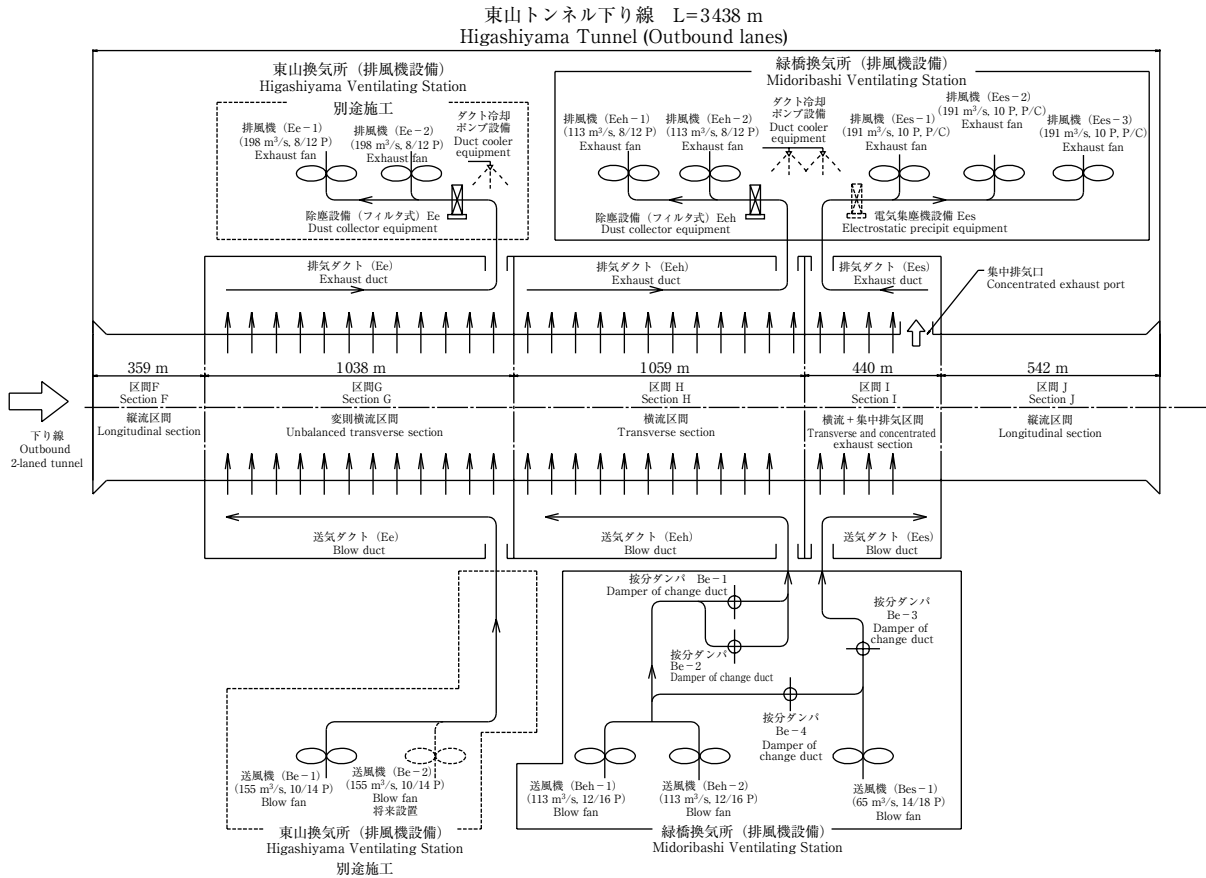 東山トンネル下り線 L=3438 m
Higashiyama Tunnel (Outbound lanes)
東山換気所(排風機設備)
Higashiyama Ventilating Station
別途施工
排風機(Ee-1)
(198 m³/s, 8/12 P)
Exhaust fan
排風機(Ee-2)
(198 m³/s, 8/12 P)
Exhaust fan
ダクト冷却
ポンプ設備
Duct cooler
equipment
除塵設備(フィルタ式)Ee
Dust collector equipment
緑橋換気所(排風機設備)
Midoribashi Ventilating Station
排風機(Eeh-1)
(113 m³/s, 8/12 P)
Exhaust fan
排風機(Eeh-2)
(113 m³/s, 8/12 P)
Exhaust fan
ダクト冷却
ポンプ設備
Duct cooler
equipment
排風機(Ees-1)
(191 m³/s, 10 P, P/C)
Exhaust fan
排風機(Ees-2)
(191 m³/s, 10 P, P/C)
Exhaust fan
排風機(Ees-3)
(191 m³/s, 10 P, P/C)
Exhaust fan
除塵設備(フィルタ式)Eeh
Dust collector equipment
電気集塵機設備 Ees
Electrostatic precipit equipment
排気ダクト(Ee)
Exhaust duct
排気ダクト(Eeh)
Exhaust duct
排気ダクト(Ees)
Exhaust duct
集中排気口
Concentrated exhaust port
359 m
1038 m
1059 m
440 m
542 m
区間F
Section F
区間G
Section G
区間 H
Section H
区間 I
Section I
区間 J
Section J
下り線
Outbound
2-laned tunnel
縦流区間
Longitudinal section
変則横流区間
Unbalanced transverse section
横流区間
Transverse section
横流+集中排気区間
Transverse and concentrated
exhaust section
縦流区間
Longitudinal section
送気ダクト(Ee)
Blow duct
送気ダクト(Eeh)
Blow duct
送気ダクト(Ees)
Blow duct
按分ダンパ Be-1
Damper of change duct
按分ダンパ
Be-2
Damper of change duct
按分ダンパ
Be-3
Damper of
change duct
按分ダンパ
Be-4
Damper of
change duct
送風機(Be-1)
(155 m³/s, 10/14 P)
Blow fan
送風機(Be-2)
(155 m³/s, 10/14 P)
Blow fan
将来設置
送風機(Beh-1)
(113 m³/s, 12/16 P)
Blow fan
送風機(Beh-2)
(113 m³/s, 12/16 P)
Blow fan
送風機(Bes-1)
(65 m³/s, 14/18 P)
Blow fan
東山換気所(排風機設備)
Higashiyama Ventilating Station
別途施工
緑橋換気所(排風機設備)
Midoribashi Ventilating Station